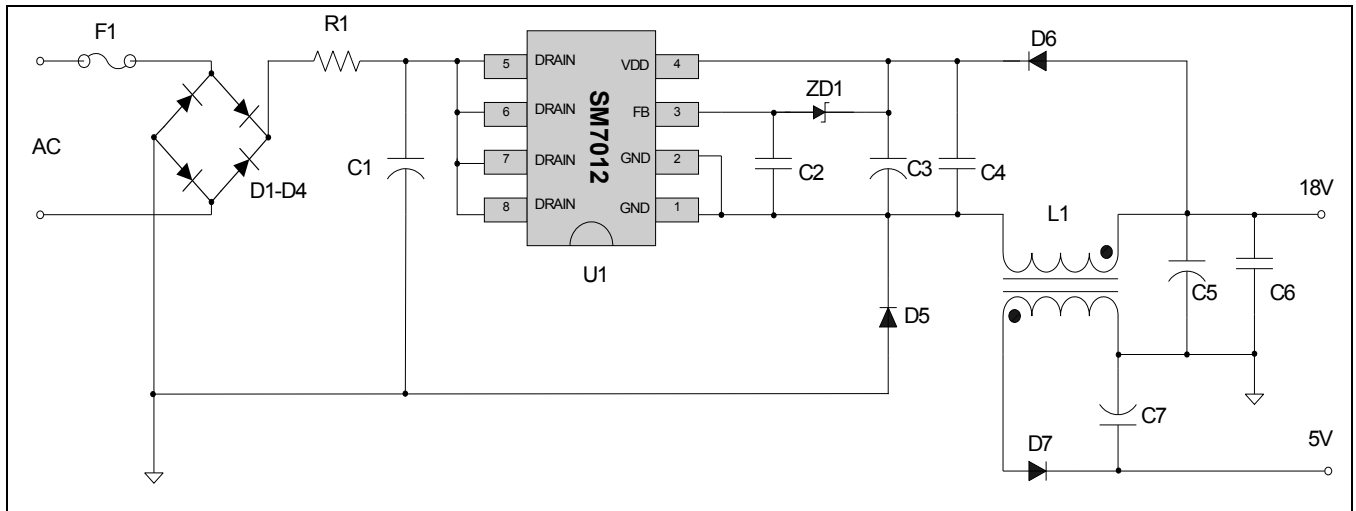 F1
R1
AC
D1-D4
C1
5 DRAIN
6 DRAIN
7 DRAIN
8 DRAIN
SM7012
VDD 4
FB 3
GND 2
GND 1
U1
ZD1
C2
C3
C4
D6
D5
L1
18V
C5
C6
C7
D7
5V